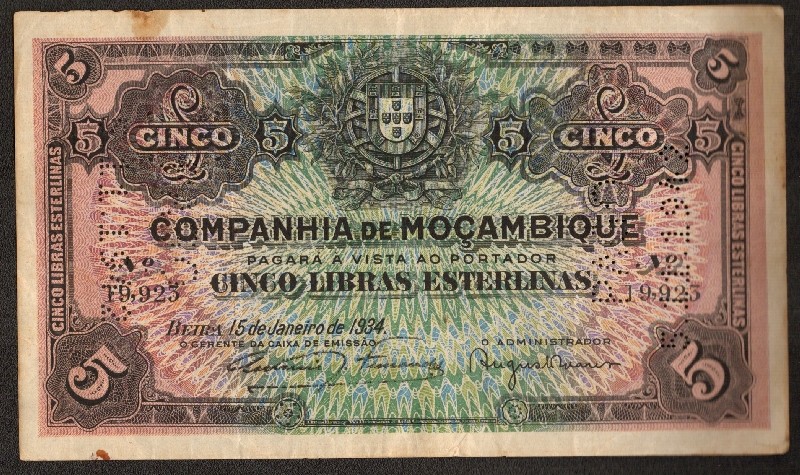 5 5
£ £
5 CINCO 5 5 CINCO 5
CINCO LIBRAS ESTERLINAS
CINCO LIBRAS ESTERLINAS
COMPANHIA DE MOÇAMBIQUE
PAGARÁ Á VISTA AO PORTADOR
CINCO LIBRAS ESTERLINAS
No. No.
19,925 19,925
BEIRA 15 de Janeiro de 1934.
O GERENTE DA CAIXA DE EMISSÃO O ADMINISTRADOR
5 5